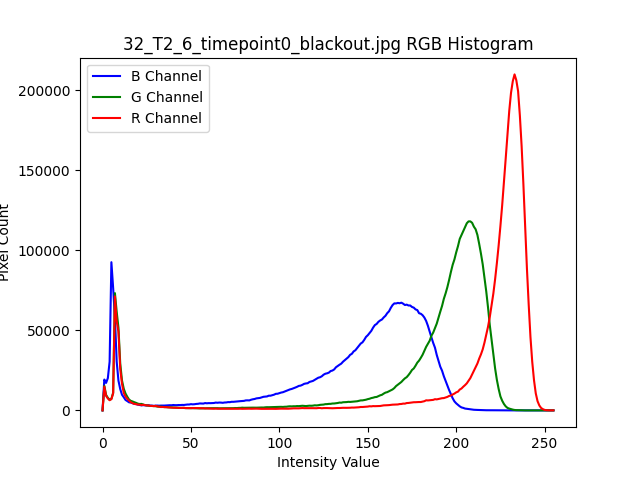 32_T2_6_timepoint0_blackout.jpg RGB Histogram
B Channel
G Channel
R Channel
200000
150000
100000
50000
0
Pixel Count
0 50 100 150 200 250
Intensity Value